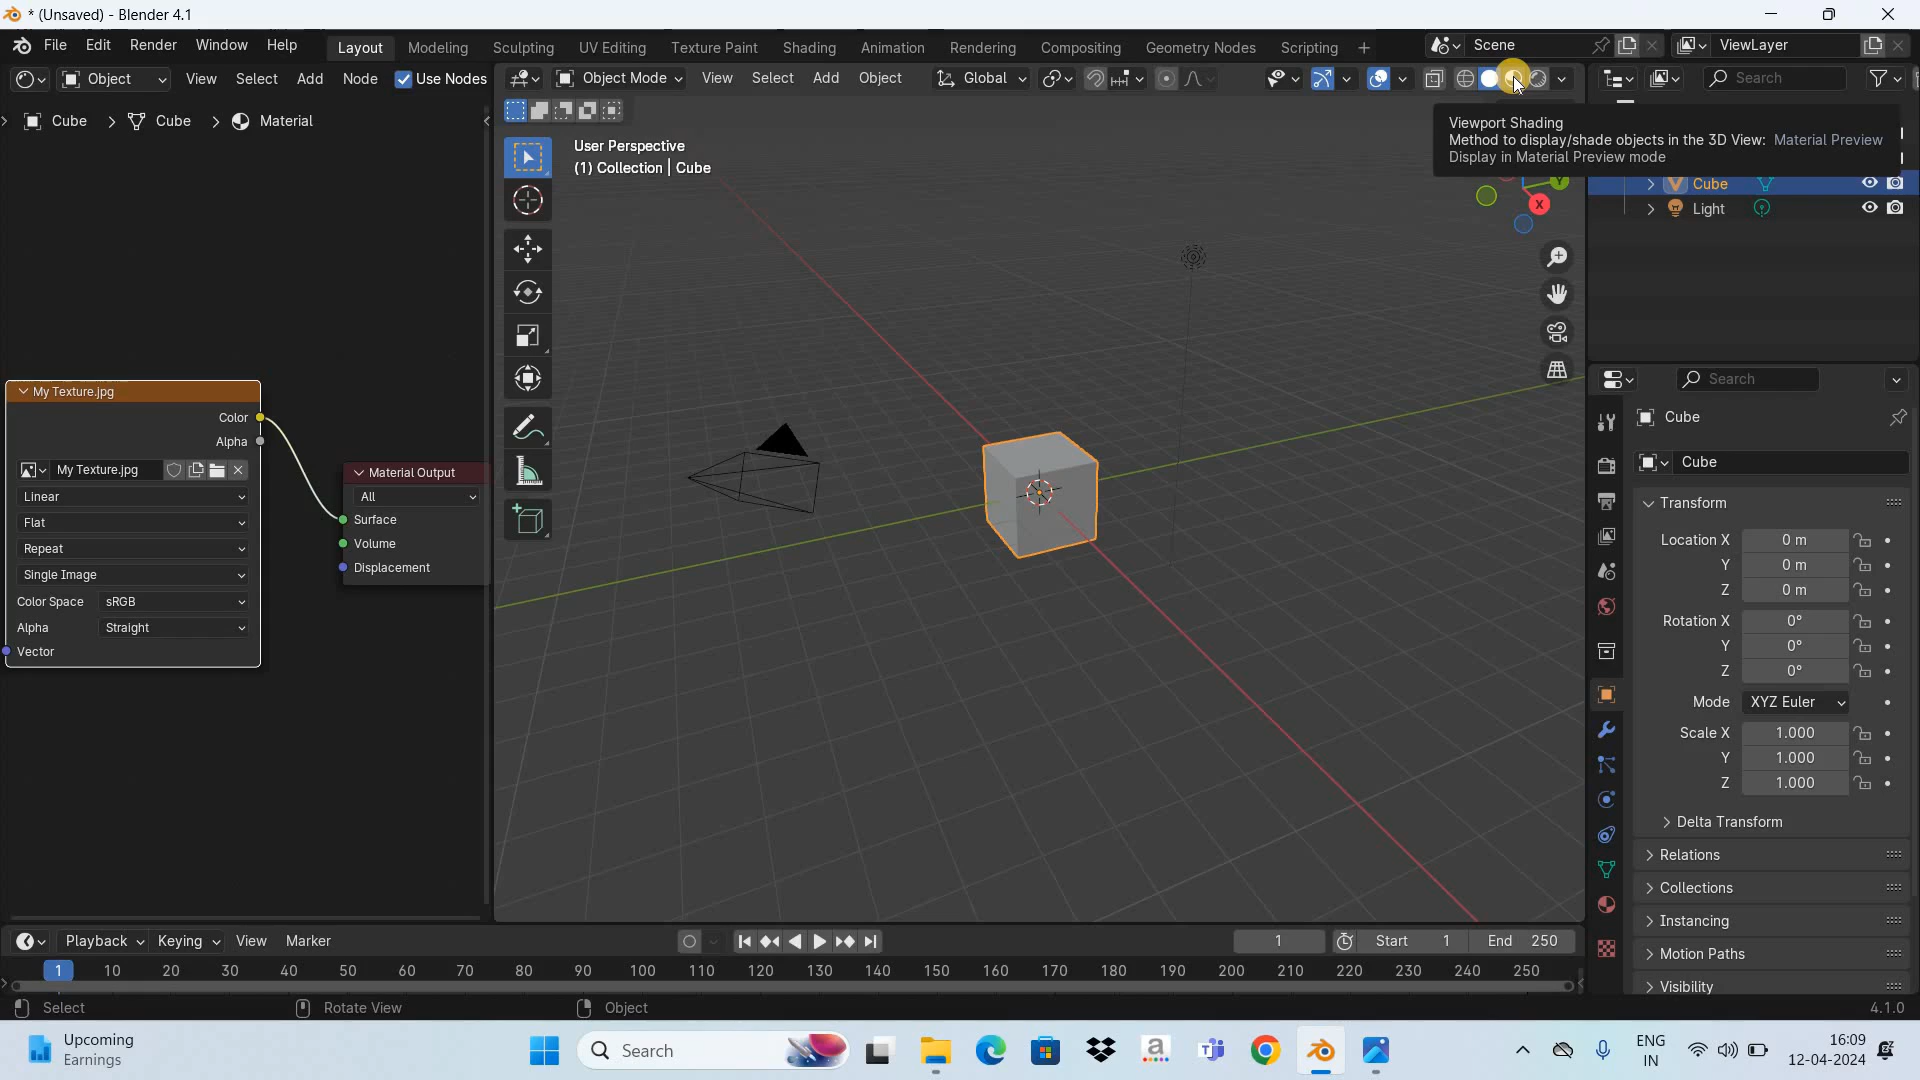 * (Unsaved) - Blender 4.1
File Edit Render Window Help Layout Modeling Sculpting UV Editing Texture Paint Shading Animation Rendering Compositing Geometry Nodes Scripting + Scene ViewLayer
Object View Select Add Node Use Nodes
Object Mode View Select Add Object Global Search
Cube > Cube > Material
User Perspective
(1) Collection | Cube
Viewport Shading
Method to display/shade objects in the 3D View: Material Preview
Display in Material Preview mode
Y
X
Cube
Light
My Texture.jpg
Color
Alpha
My Texture.jpg
Linear
Flat
Repeat
Single Image
Color Space sRGB
Alpha Straight
Vector
Material Output
All
Surface
Volume
Displacement
Search
Cube
Cube
Transform
Location X 0 m
Y 0 m
Z 0 m
Rotation X 0°
Y 0°
Z 0°
Mode XYZ Euler
Scale X 1.000
Y 1.000
Z 1.000
Delta Transform
Relations
Collections
Instancing
Motion Paths
Visibility
Playback Keying View Marker 1 Start 1 End 250
1 10 20 30 40 50 60 70 80 90 100 110 120 130 140 150 160 170 180 190 200 210 220 230 240 250
Select Rotate View Object 4.1.0
Upcoming
Earnings
Search
a
ENG
IN
16:09
12-04-2024